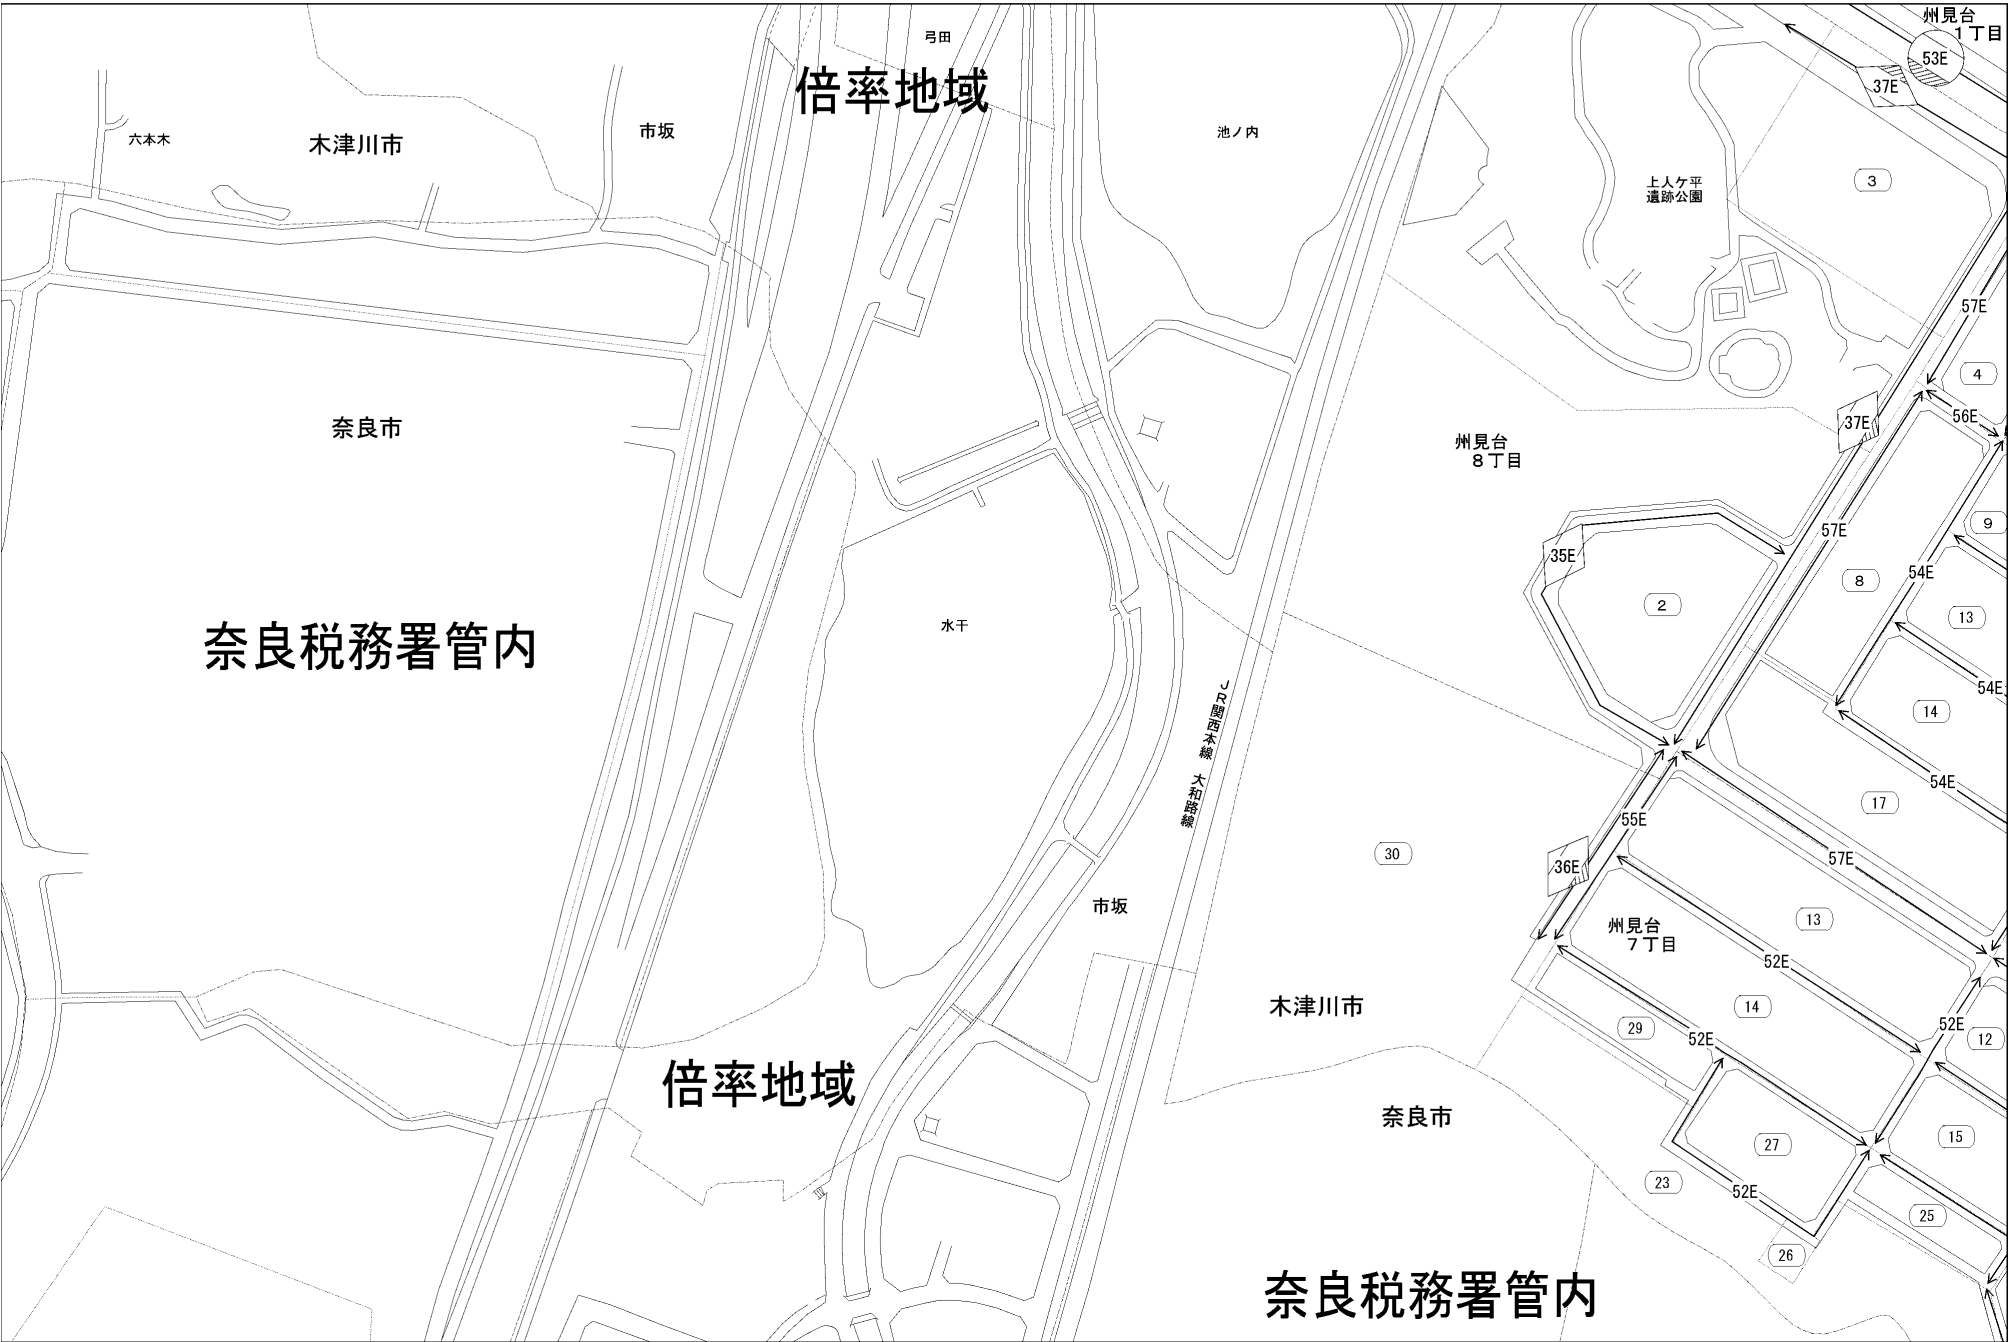 州見台
1丁目
53E
37E
弓田
倍率地域
六本木
木津川市
市坂
池ノ内
上人ケ平
遺跡公園
3
57E
4
56E
37E
奈良市
州見台
8丁目
9
57E
35E
54E
8
2
13
水干
奈良税務署管内
54E
14
JR関西本線 大和路線
54E
17
55E
57E
36E
30
市坂
13
州見台
7丁目
52E
木津川市
14
29
52E
52E
12
倍率地域
奈良市
27
15
23
52E
25
26
奈良税務署管内